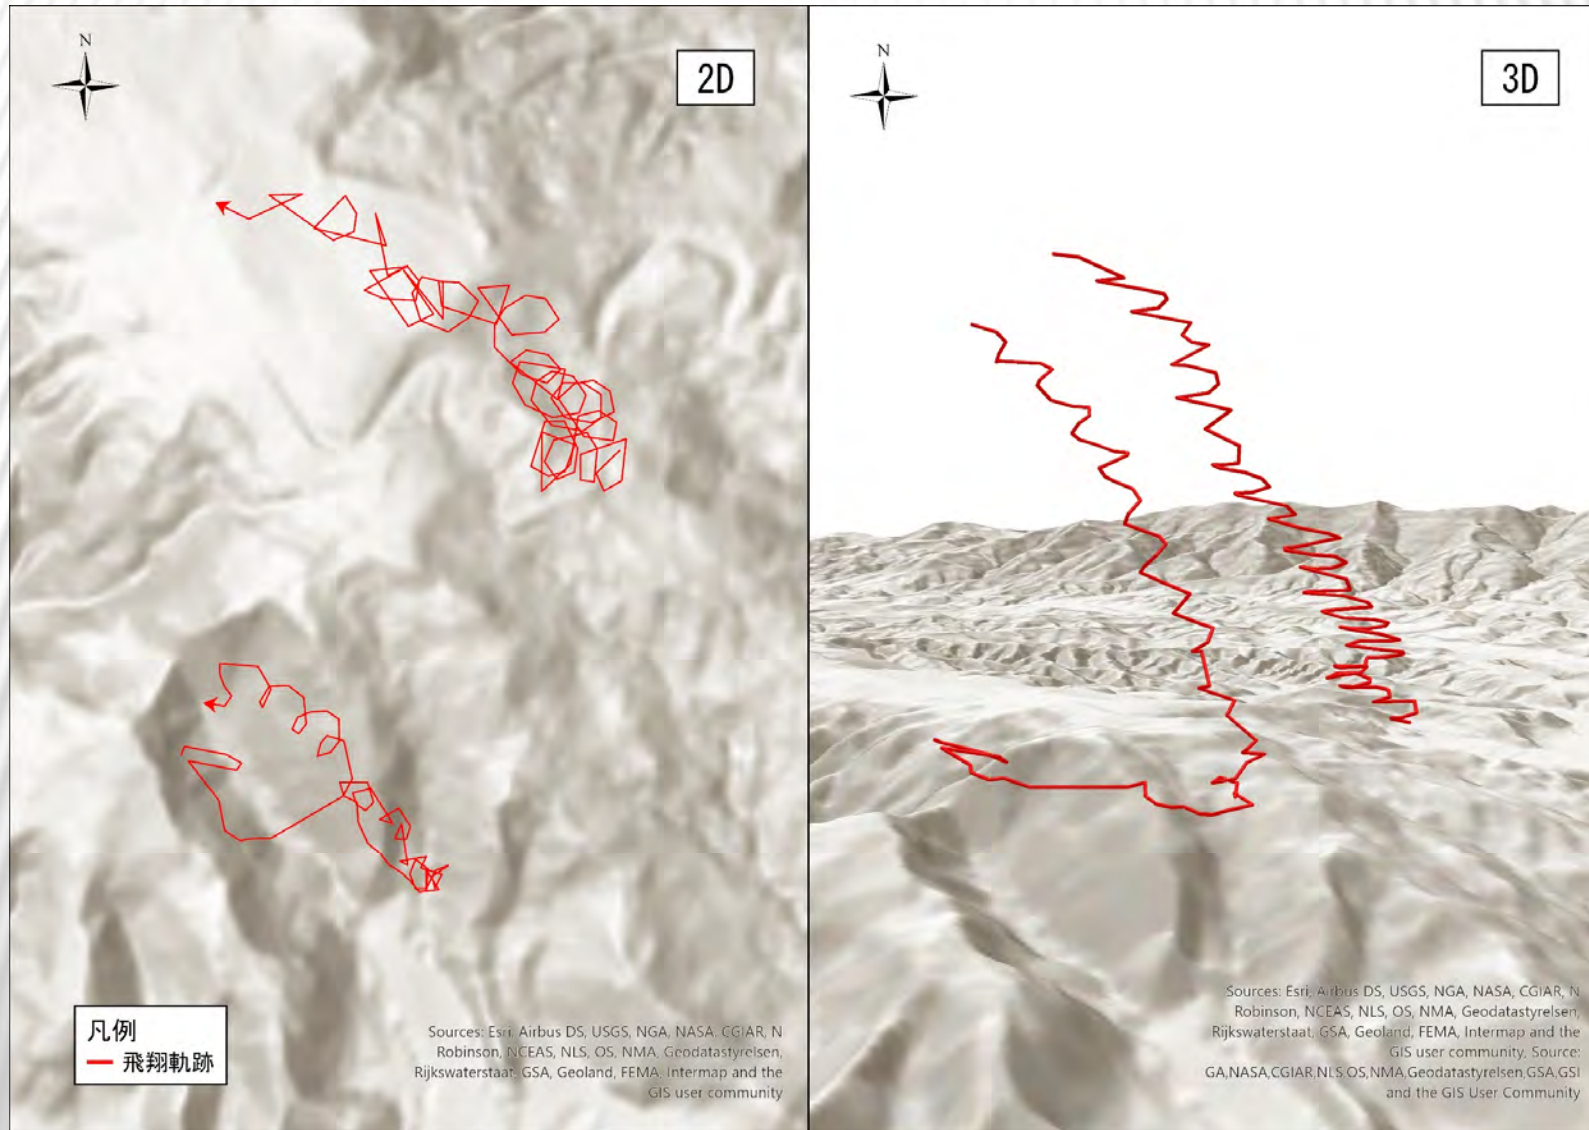 N
2D
凡例
飛翔軌跡
Sources: Esri, Airbus DS, USGS, NGA, NASA, CGIAR, N
Robinson, NCEAS, NLS, OS, NMA, Geodatastyrelsen,
Rijkswaterstaat, GSA, Geoland, FEMA, Intermap and the
GIS user community
N
3D
Sources: Esri, Airbus DS, USGS, NGA, NASA, CGIAR, N
Robinson, NCEAS, NLS, OS, NMA, Geodatastyrelsen,
Rijkswaterstaat, GSA, Geoland, FEMA, Intermap and the
GIS user community, Source:
GA,NASA,CGIAR,NLS,OS,NMA,Geodatastyrelsen,GSA,GSI
and the GIS User Community